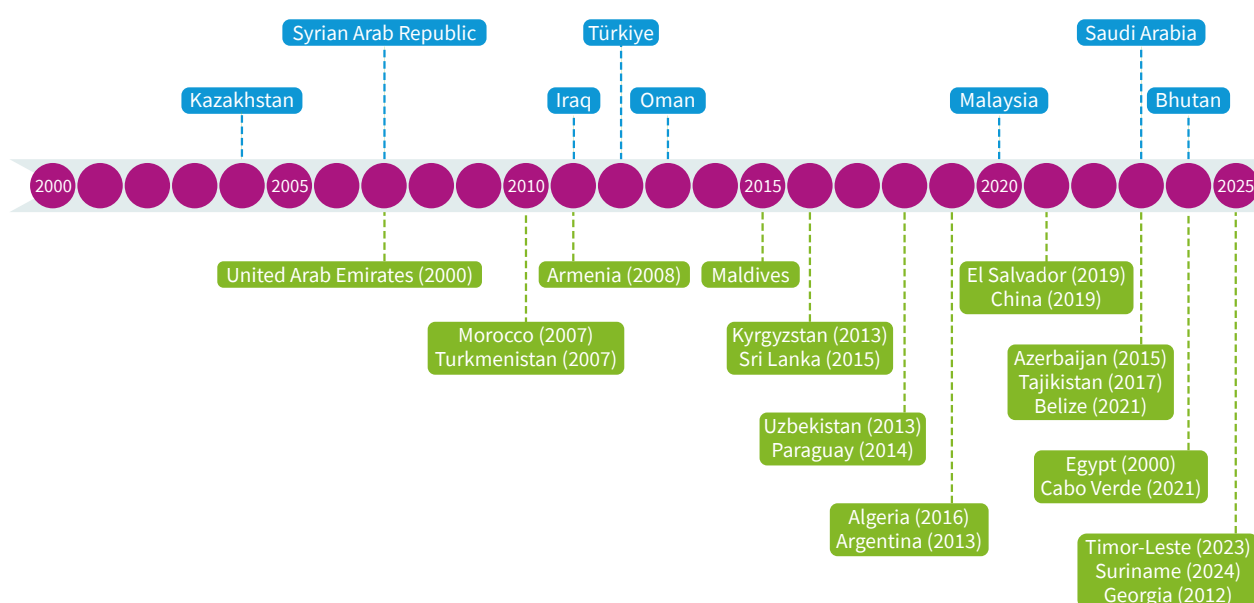 Syrian Arab Republic
Türkiye
Saudi Arabia
Kazakhstan
Iraq
Oman
Malaysia
Bhutan
2000
2005
2010
2015
2020
2025
United Arab Emirates (2000)
Armenia (2008)
Maldives
El Salvador (2019)
China (2019)
Morocco (2007)
Turkmenistan (2007)
Kyrgyzstan (2013)
Sri Lanka (2015)
Azerbaijan (2015)
Tajikistan (2017)
Belize (2021)
Uzbekistan (2013)
Paraguay (2014)
Egypt (2000)
Cabo Verde (2021)
Algeria (2016)
Argentina (2013)
Timor-Leste (2023)
Suriname (2024)
Georgia (2012)